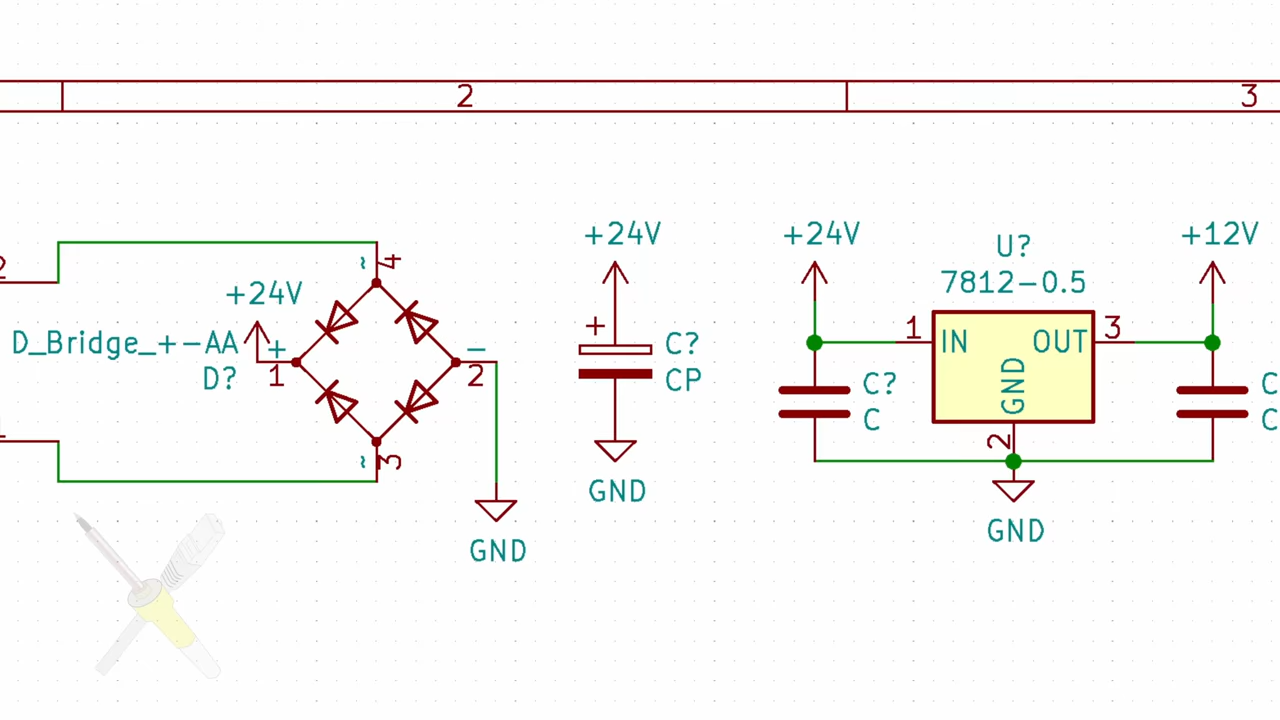 2
3
+24V
D_Bridge_+-AA
D?
+
1
~
4
−
2
~
3
GND
+24V
+
C?
CP
GND
+24V
C?
C
U?
7812-0.5
1
IN
OUT
3
GND
2
GND
+12V
C
C